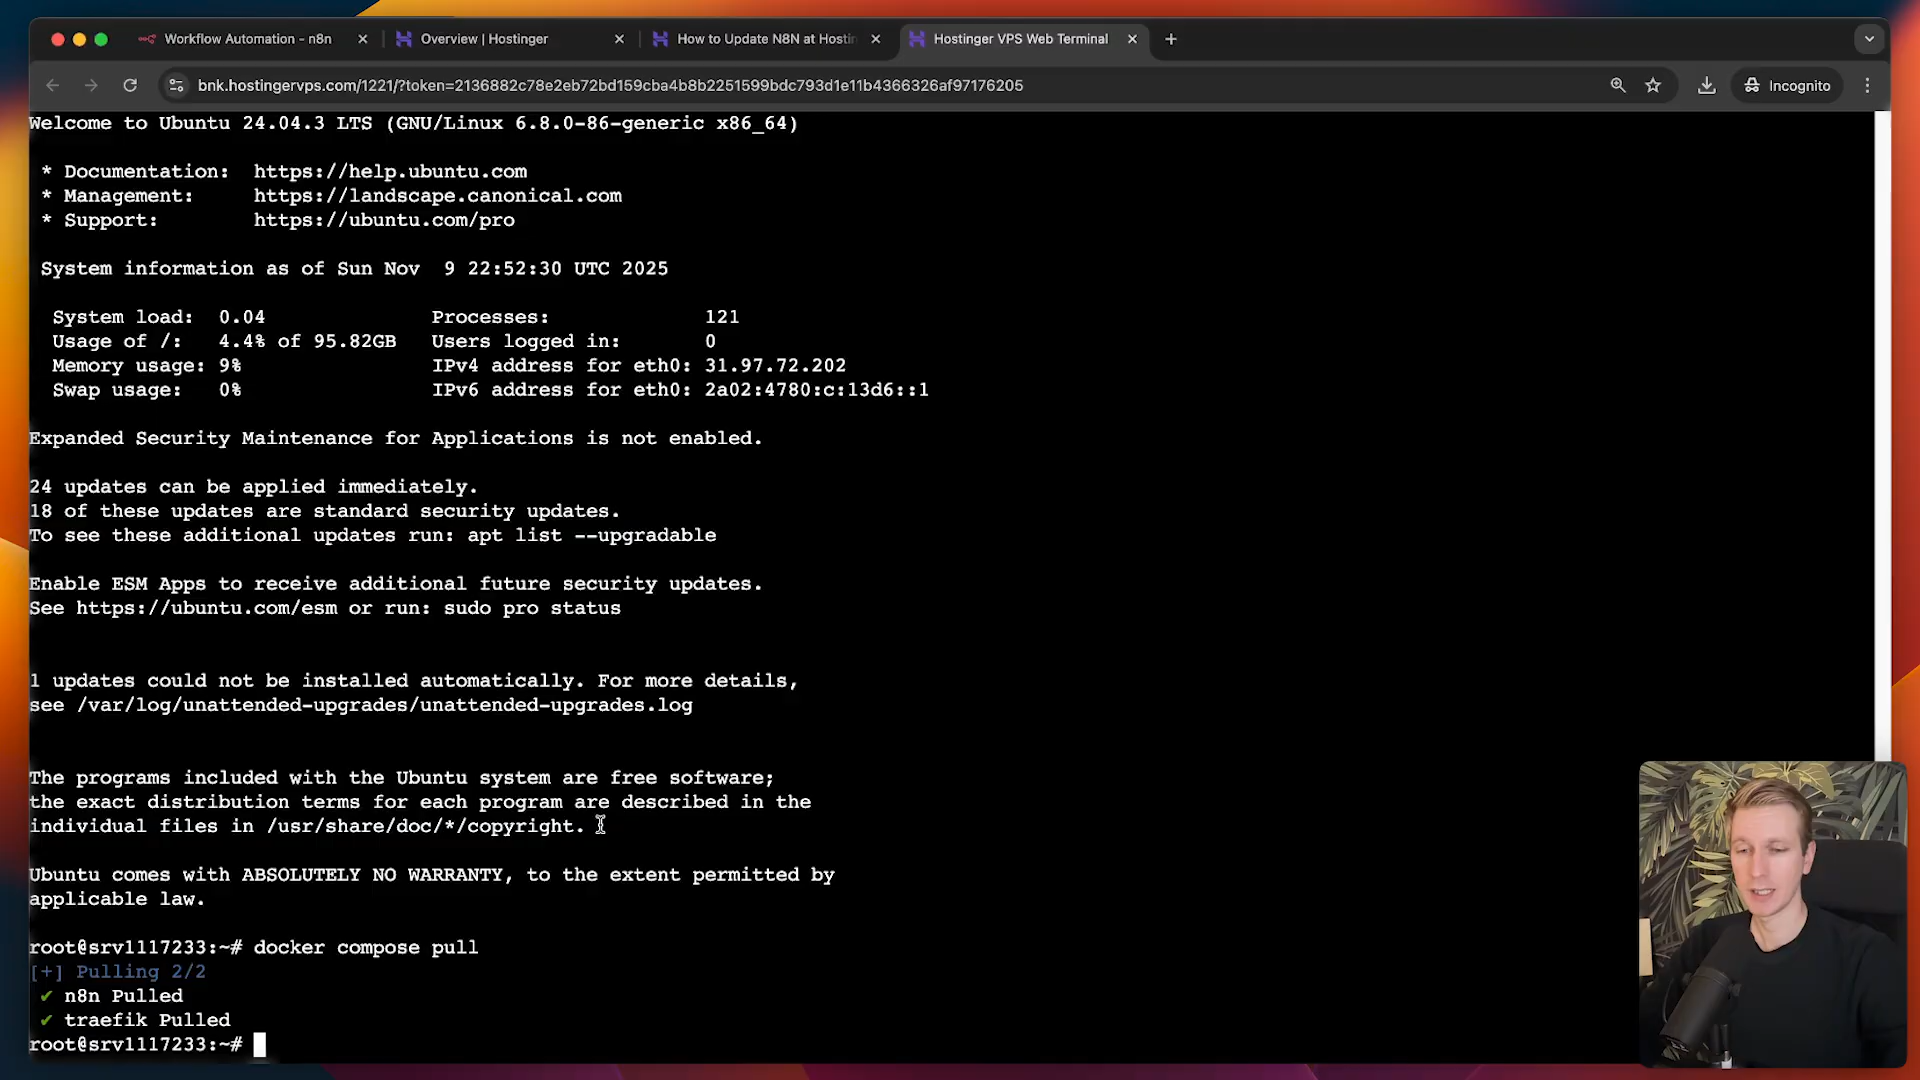 Workflow Automation - n8n
Overview | Hostinger
How to Update N8N at Hostin
Hostinger VPS Web Terminal
bnk.hostingervps.com/1221/?token=2136882c78e2eb72bd159cba4b8b2251599bdc793d1e11b4366326af97176205
Incognito
Welcome to Ubuntu 24.04.3 LTS (GNU/Linux 6.8.0-86-generic x86_64)
* Documentation: https://help.ubuntu.com
* Management: https://landscape.canonical.com
* Support: https://ubuntu.com/pro
System information as of Sun Nov 9 22:52:30 UTC 2025
System load: 0.04 Processes: 121
Usage of /: 4.4% of 95.82GB Users logged in: 0
Memory usage: 9% IPv4 address for eth0: 31.97.72.202
Swap usage: 0% IPv6 address for eth0: 2a02:4780:c:13d6::1
Expanded Security Maintenance for Applications is not enabled.
24 updates can be applied immediately.
18 of these updates are standard security updates.
To see these additional updates run: apt list --upgradable
Enable ESM Apps to receive additional future security updates.
See https://ubuntu.com/esm or run: sudo pro status
1 updates could not be installed automatically. For more details,
see /var/log/unattended-upgrades/unattended-upgrades.log
The programs included with the Ubuntu system are free software;
the exact distribution terms for each program are described in the
individual files in /usr/share/doc/*/copyright.
Ubuntu comes with ABSOLUTELY NO WARRANTY, to the extent permitted by
applicable law.
root@srv1117233:~# docker compose pull
[+] Pulling 2/2
✔ n8n Pulled
✔ traefik Pulled
root@srv1117233:~#